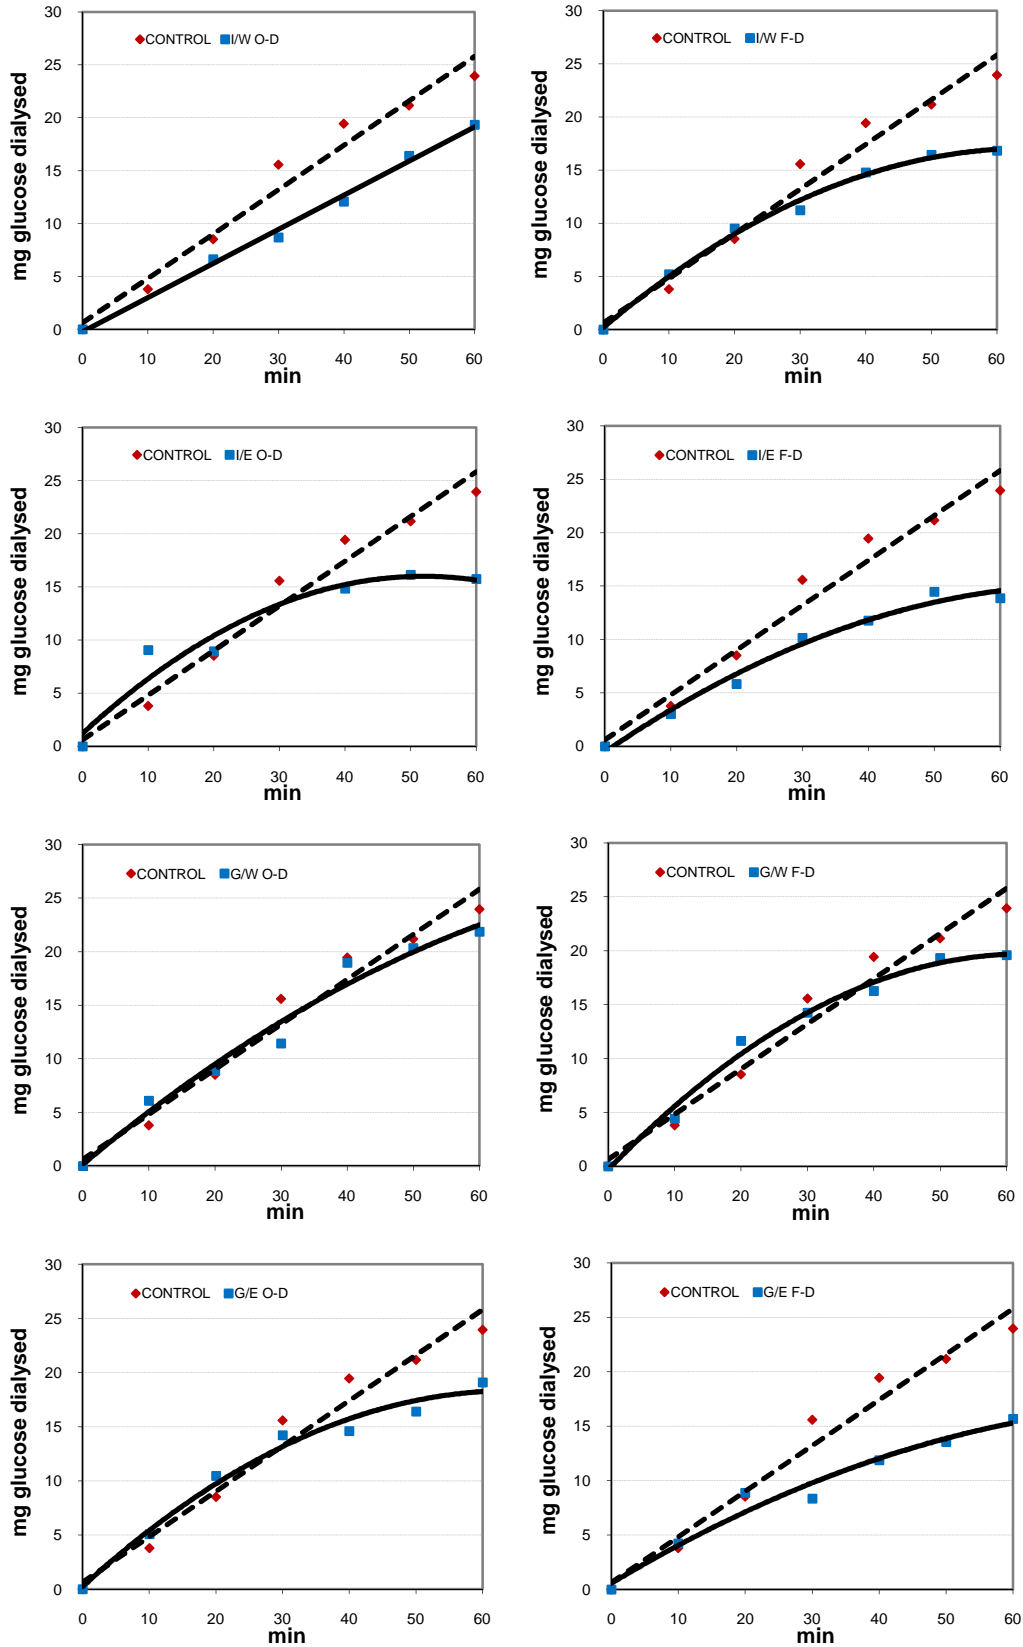 CONTROL I/W O-D
mg glucose dialysed
30
25
20
15
10
5
0
0 10 20 30 40 50 60
min
CONTROL I/W F-D
mg glucose dialysed
30
25
20
15
10
5
0
0 10 20 30 40 50 60
min
CONTROL I/E O-D
mg glucose dialysed
30
25
20
15
10
5
0
0 10 20 30 40 50 60
min
CONTROL I/E F-D
mg glucose dialysed
30
25
20
15
10
5
0
0 10 20 30 40 50 60
min
CONTROL G/W O-D
mg glucose dialysed
30
25
20
15
10
5
0
0 10 20 30 40 50 60
min
CONTROL G/W F-D
mg glucose dialysed
30
25
20
15
10
5
0
0 10 20 30 40 50 60
min
CONTROL G/E O-D
mg glucose dialysed
30
25
20
15
10
5
0
0 10 20 30 40 50 60
min
CONTROL G/E F-D
mg glucose dialysed
30
25
20
15
10
5
0
0 10 20 30 40 50 60
min